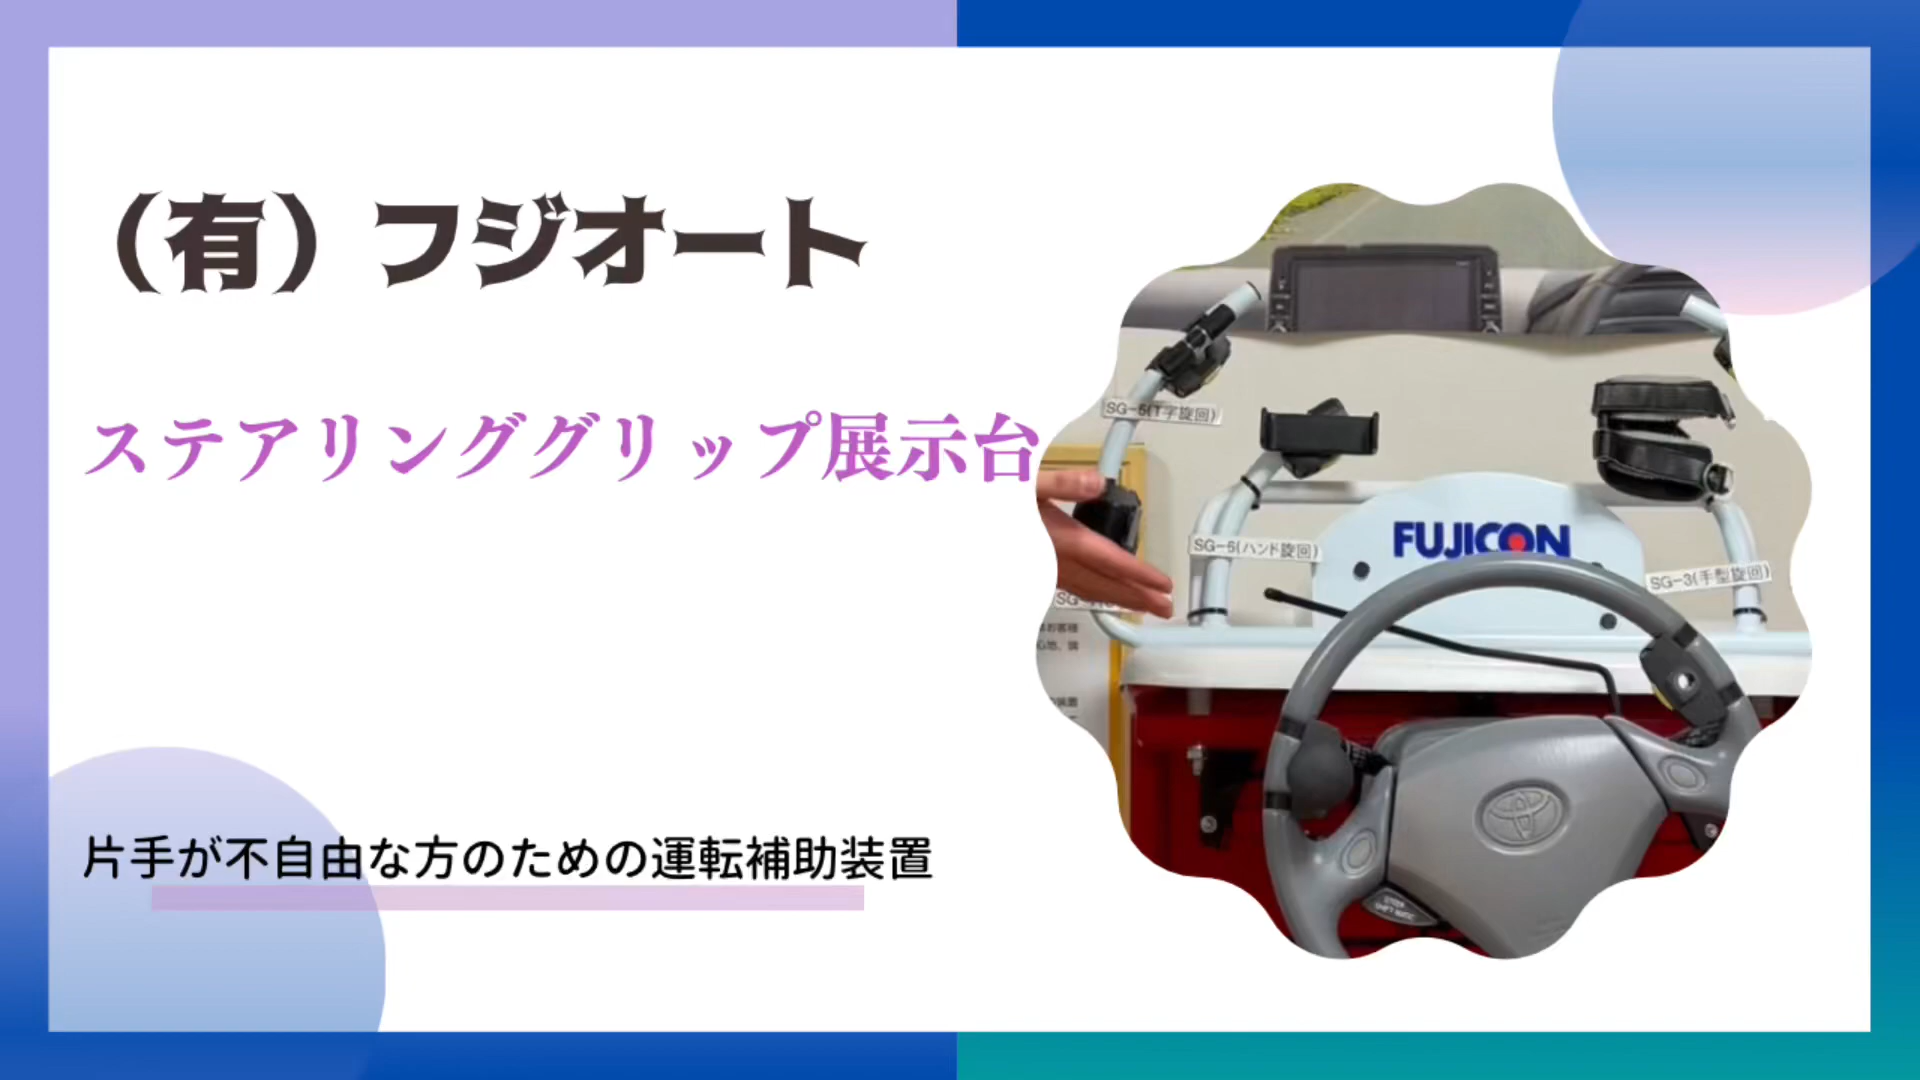 （有）フジオート
ステアリンググリップ展示台
片手が不自由な方のための運転補助装置
SG-6(T字旋回)
SG-6(ハンド旋回)
FUJICON
SG-3(手型旋回)